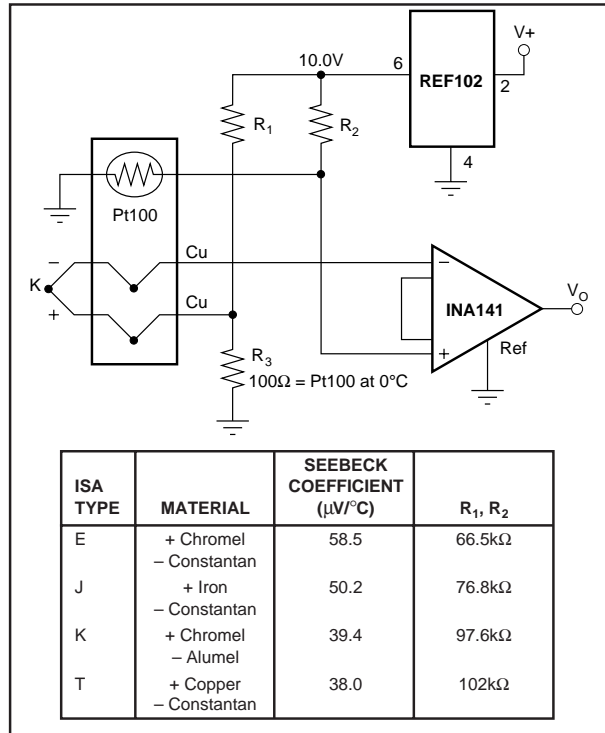 V+
10.0V
6
REF102
2
R1
R2
4
Pt100
Cu
–
K
Cu
+
–
INA141
VO
+
Ref
R3
100Ω = Pt100 at 0°C
ISA TYPE
MATERIAL
SEEBECK COEFFICIENT (μV/°C)
R1, R2
E
+ Chromel
– Constantan
58.5
66.5kΩ
J
+ Iron
– Constantan
50.2
76.8kΩ
K
+ Chromel
– Alumel
39.4
97.6kΩ
T
+ Copper
– Constantan
38.0
102kΩ